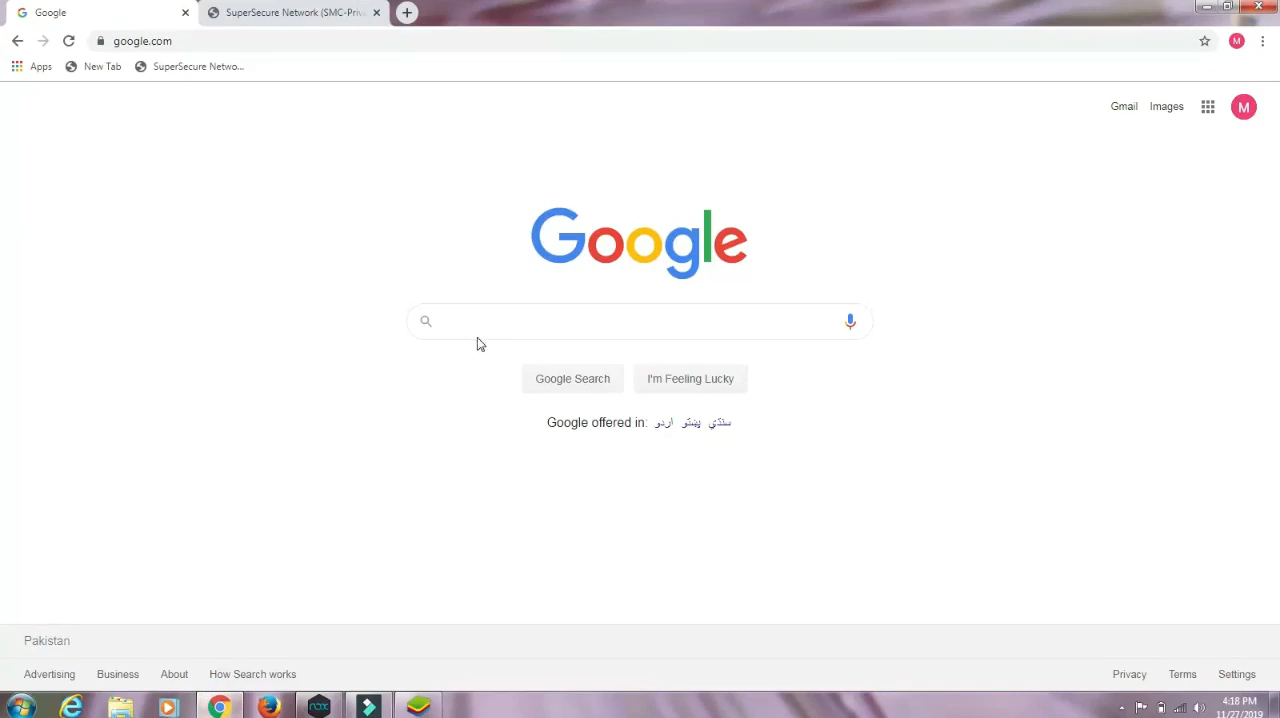 Google
SuperSecure Network (SMC-Priv
google.com
M
Apps
New Tab
SuperSecure Netwo...
Gmail
Images
M
Google
Google Search
I'm Feeling Lucky
Google offered in: اردو پښتو سنڌي
Pakistan
Advertising
Business
About
How Search works
Privacy
Terms
Settings
nox
4:18 PM
11/27/2019